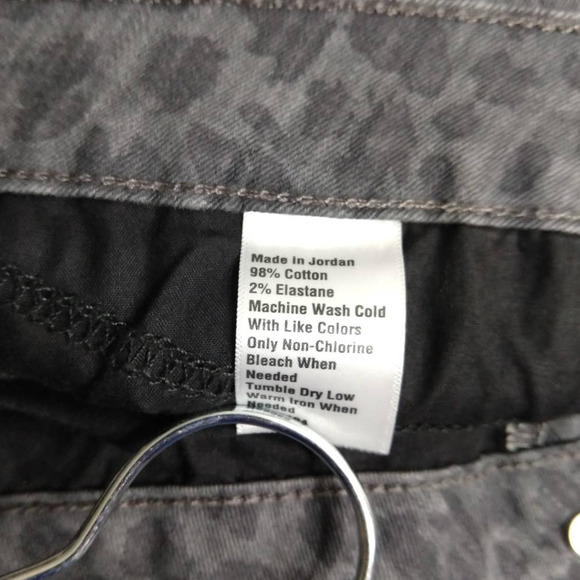 Made in Jordan
98% Cotton
2% Elastane
Machine Wash Cold
With Like Colors
Only Non-Chlorine
Bleach When
Needed
Tumble Dry Low
Warm Iron When
Needed